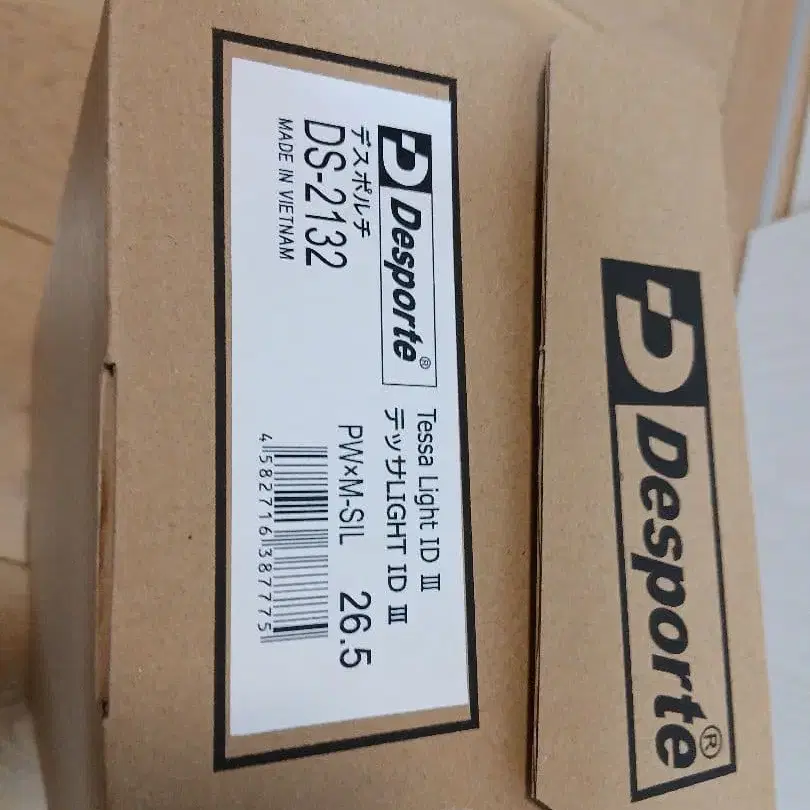 Desporte®
デスポルチ
DS-2132
MADE IN VIETNAM
Tessa Light ID Ⅲ
テッサLIGHT ID Ⅲ
PW×M-SIL 26.5
4582716387775
Desporte®